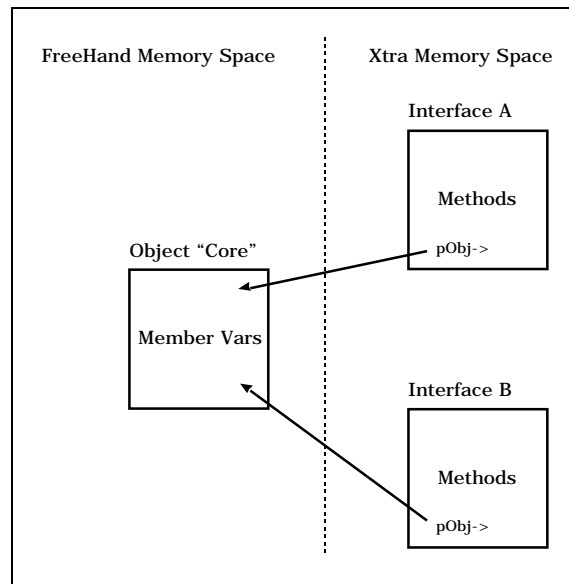 FreeHand Memory Space
Xtra Memory Space
Interface A
Methods
pObj->
Object “Core”
Member Vars
Interface B
Methods
pObj->